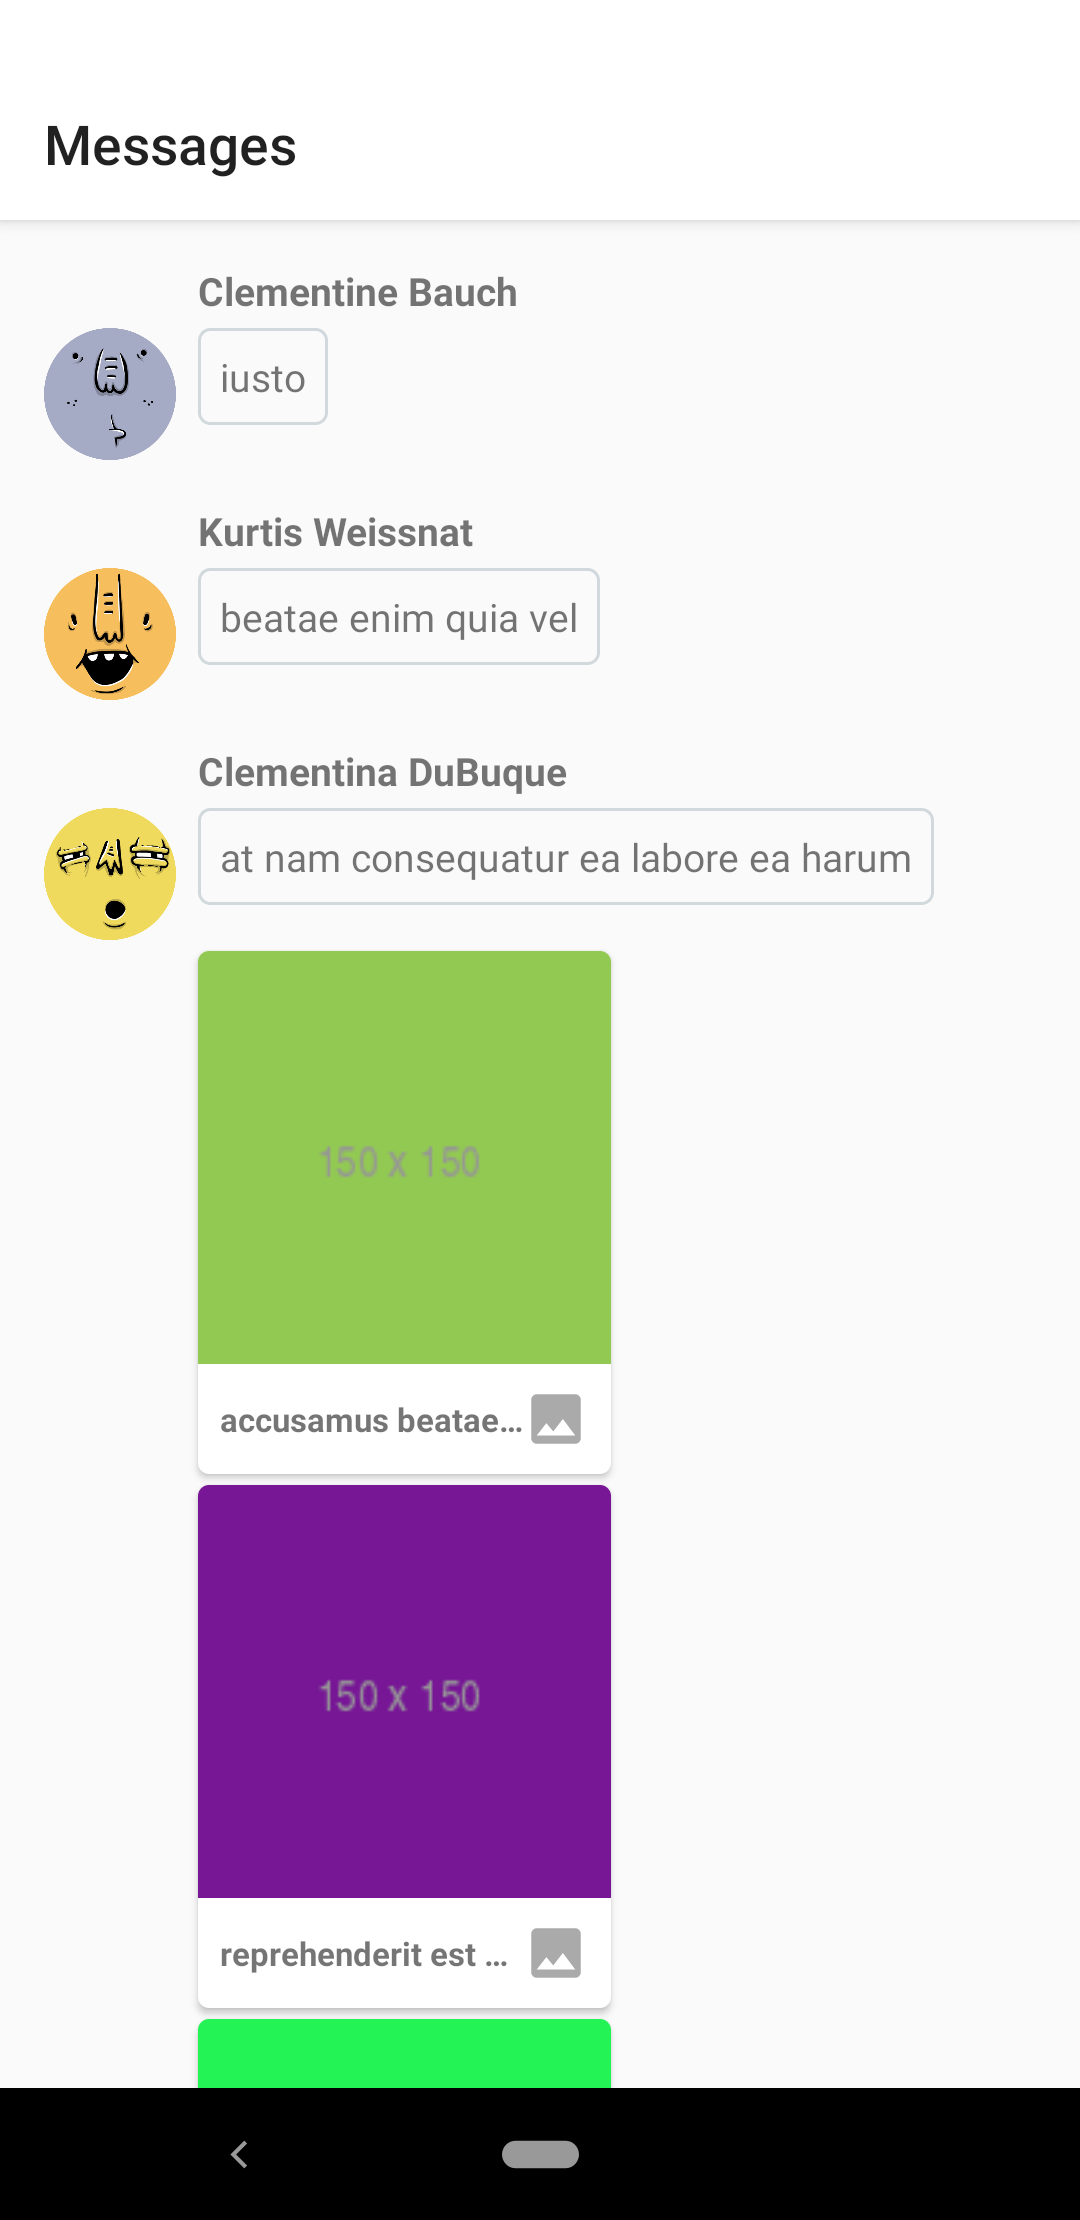 Messages
Clementine Bauch
iusto
Kurtis Weissnat
beatae enim quia vel
Clementina DuBuque
at nam consequatur ea labore ea harum
150 x 150
accusamus beatae...
150 x 150
reprehenderit est ...